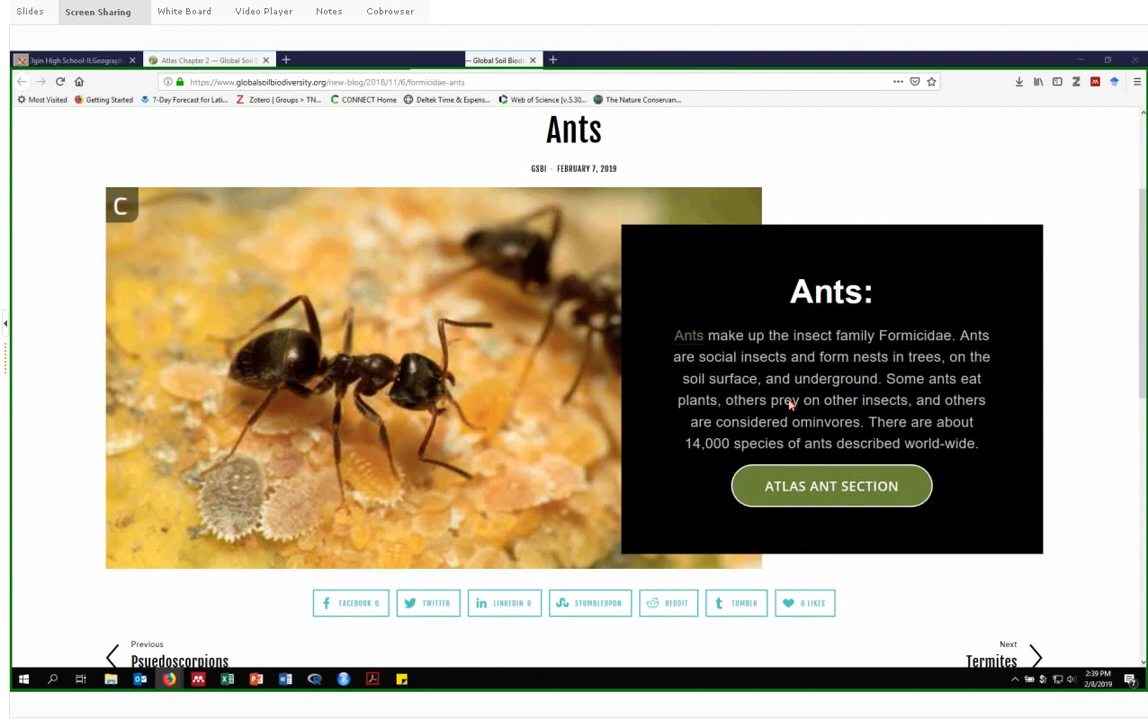 Slides Screen Sharing White Board Video Player Notes Cobrowser
Atlas Chapter 2 — Global Soil
— Global Soil Biodi
https://www.globalsoilbiodiversity.org/new-blog/2018/11/6/formicidae-ants
Most Visited Getting Started 7-Day Forecast for Lati... Zotero | Groups > TN... CONNECT Home Deltek Time & Expens... Web of Science [v.5.30... The Nature Conservan...
Ants
GSBI · FEBRUARY 7, 2019
C
Ants:
Ants make up the insect family Formicidae. Ants
are social insects and form nests in trees, on the
soil surface, and underground. Some ants eat
plants, others prey on other insects, and others
are considered ominvores. There are about
14,000 species of ants described world-wide.
ATLAS ANT SECTION
FACEBOOK 0 TWITTER LINKEDIN 0 STUMBLEUPON REDDIT TUMBLR 0 LIKES
Previous
Psuedoscorpions
Next
Termites
2:39 PM
2/8/2019